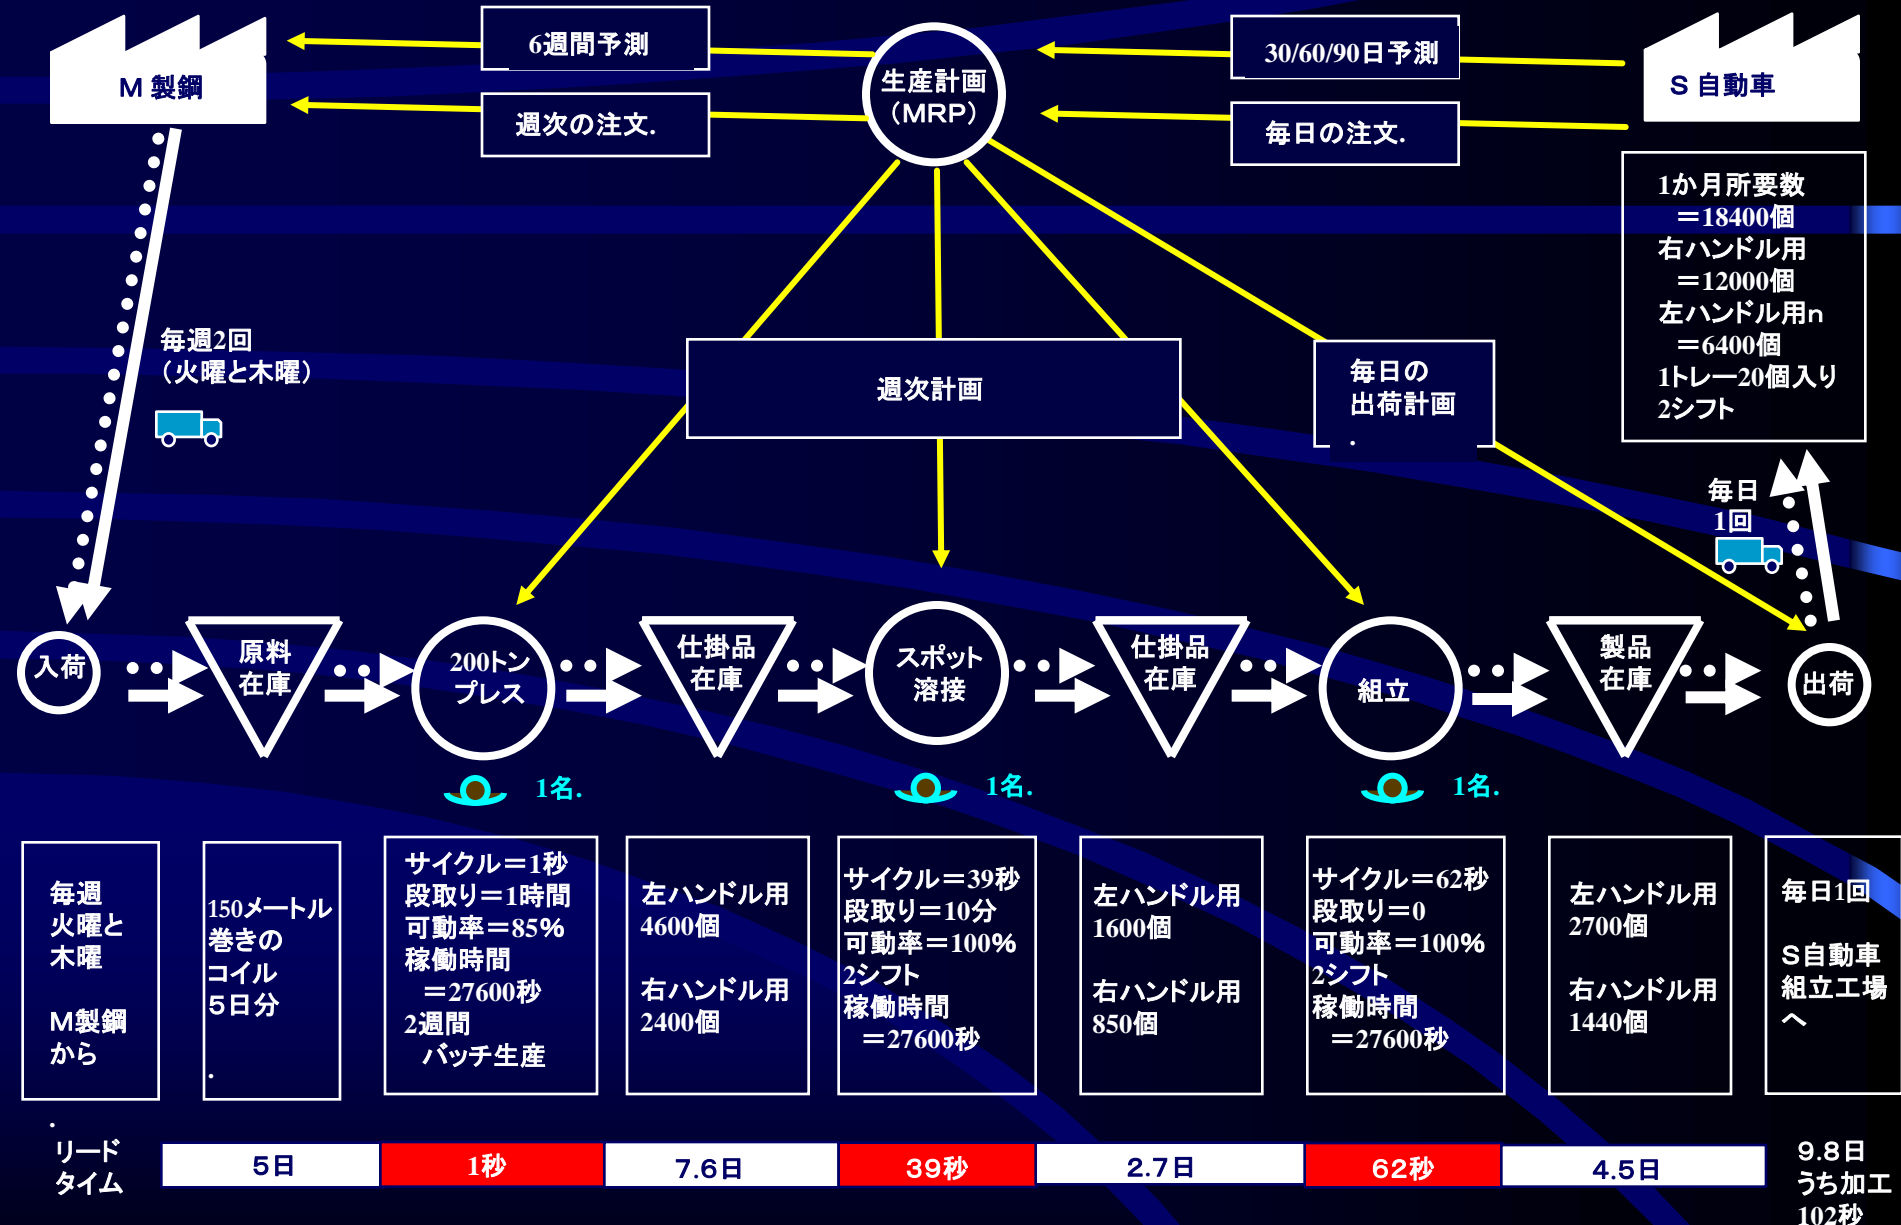 M 製鋼
6週間予測
週次の注文.
生産計画
(MRP)
30/60/90日予測
毎日の注文.
S 自動車
1か月所要数
=18400個
右ハンドル用
=12000個
左ハンドル用n
=6400個
1トレー20個入り
2シフト
毎週2回
(火曜と木曜)
週次計画
毎日の
出荷計画
.
毎日
1回
入荷
原料
在庫
200トン
プレス
仕掛品
在庫
スポット
溶接
仕掛品
在庫
組立
製品
在庫
出荷
1名.
1名.
1名.
毎週
火曜と
木曜
M製鋼
から
.
150メートル
巻きの
コイル
5日分
.
サイクル=1秒
段取り=1時間
可動率=85%
稼働時間
=27600秒
2週間
バッチ生産
左ハンドル用
4600個
右ハンドル用
2400個
サイクル=39秒
段取り=10分
可動率=100%
2シフト
稼働時間
=27600秒
左ハンドル用
1600個
右ハンドル用
850個
サイクル=62秒
段取り=0
可動率=100%
2シフト
稼働時間
=27600秒
左ハンドル用
2700個
右ハンドル用
1440個
毎日1回
S自動車
組立工場
へ
リード
タイム
5日
1秒
7.6日
39秒
2.7日
62秒
4.5日
9.8日
うち加工
102秒